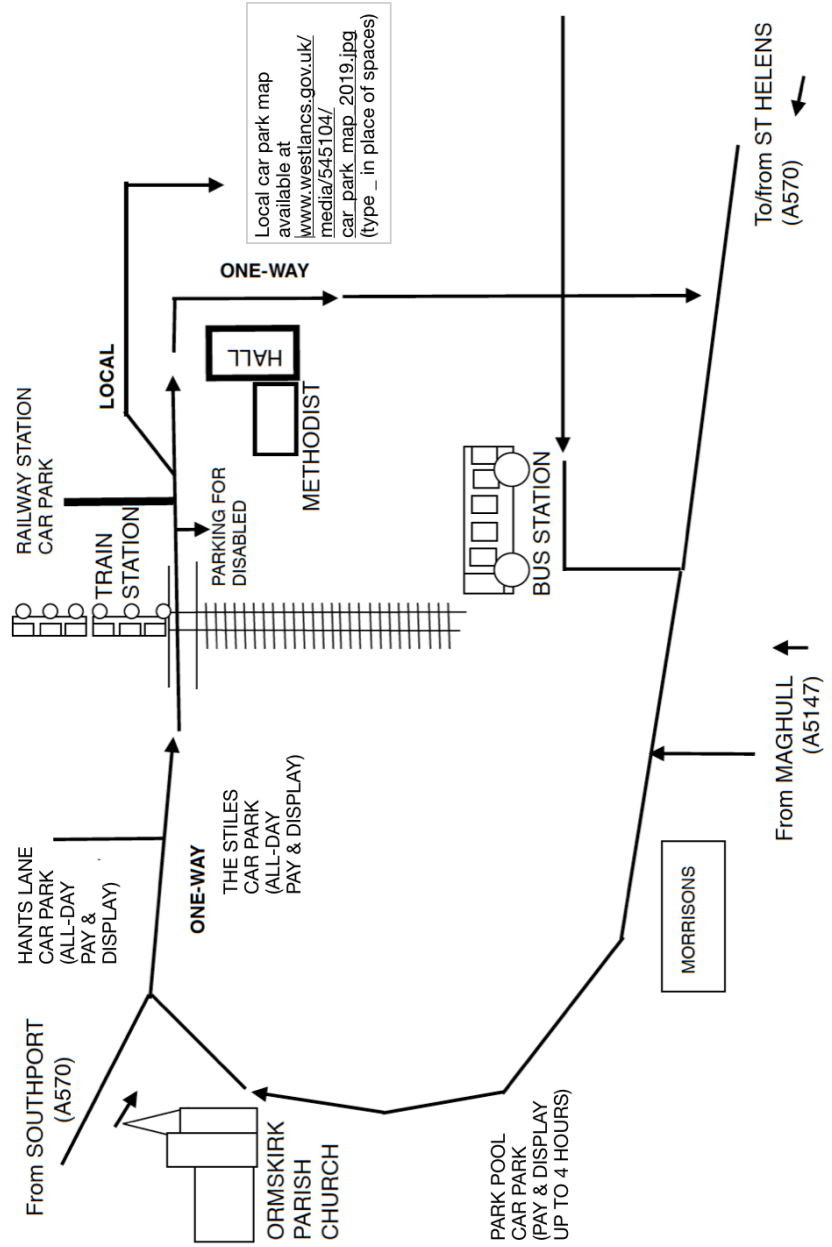 From SOUTHPORT
(A570)
HANTS LANE
CAR PARK
(ALL-DAY
PAY &
DISPLAY)
TRAIN
STATION
RAILWAY STATION
CAR PARK
LOCAL
Local car park map
available at
www.westlancs.gov.uk/
media/545104/
car park map 2019.jpg
(type _ in place of spaces)
ONE-WAY
THE STILES
CAR PARK
(ALL-DAY
PAY & DISPLAY)
PARKING FOR
DISABLED
HALL
METHODIST
ONE-WAY
ORMSKIRK
PARISH
CHURCH
BUS STATION
PARK POOL
CAR PARK
(PAY & DISPLAY
UP TO 4 HOURS)
MORRISONS
From MAGHULL
(A5147)
To/from ST HELENS
(A570)